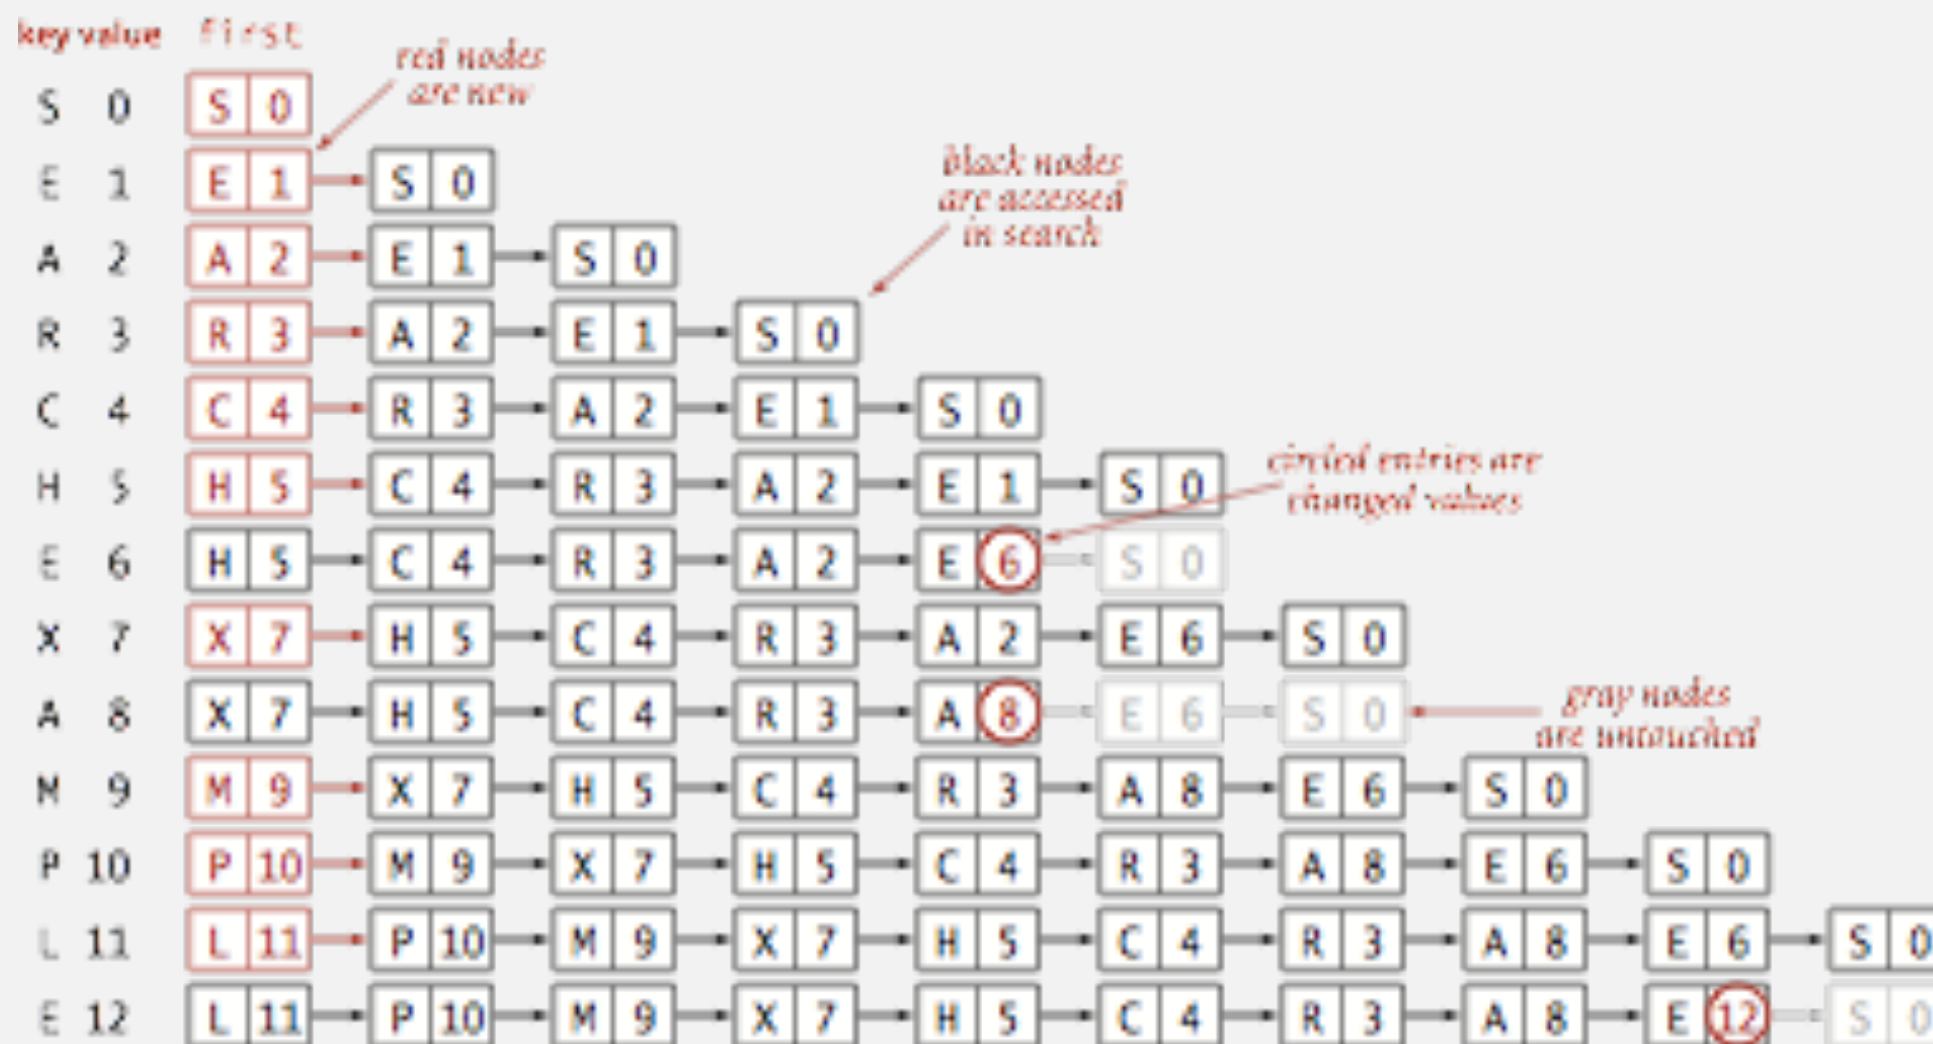 key value first
red nodes
are new
S 0 S 0
black nodes
are accessed
in search
E 1 E 1 S 0
A 2 A 2 E 1 S 0
R 3 R 3 A 2 E 1 S 0
C 4 C 4 R 3 A 2 E 1 S 0
circled entries are
changed values
H 5 H 5 C 4 R 3 A 2 E 1 S 0
E 6 H 5 C 4 R 3 A 2 E 6 S 0
X 7 X 7 H 5 C 4 R 3 A 2 E 6 S 0
gray nodes
are untouched
A 8 X 7 H 5 C 4 R 3 A 8 E 6 S 0
M 9 M 9 X 7 H 5 C 4 R 3 A 8 E 6 S 0
P 10 P 10 M 9 X 7 H 5 C 4 R 3 A 8 E 6 S 0
L 11 L 11 P 10 M 9 X 7 H 5 C 4 R 3 A 8 E 6 S 0
E 12 L 11 P 10 M 9 X 7 H 5 C 4 R 3 A 8 E 12 S 0